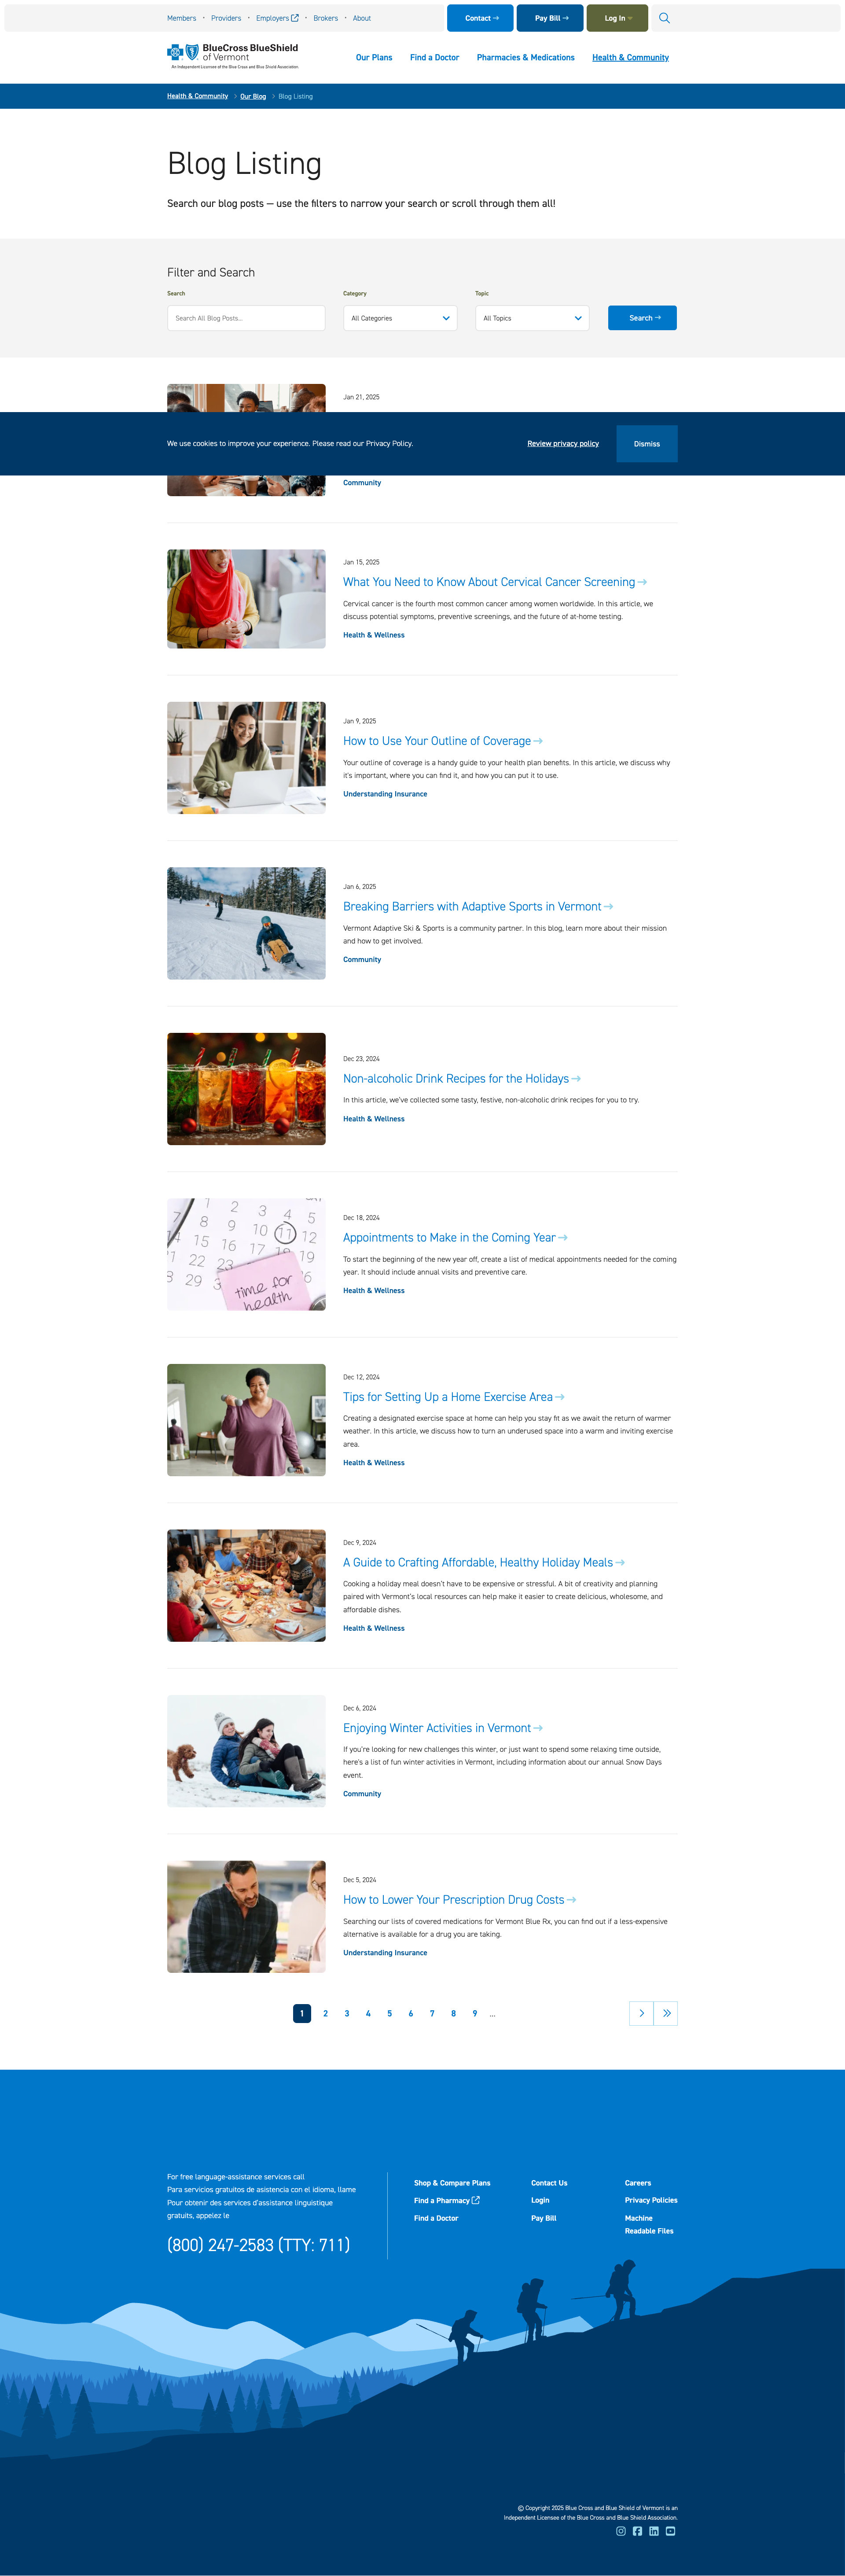 Members • Providers • Employers • Brokers • About
Contact
Pay Bill
Log In
BlueCross BlueShield
of Vermont
An Independent Licensee of the Blue Cross and Blue Shield Association.
Our Plans
Find a Doctor
Pharmacies & Medications
Health & Community
Health & Community > Our Blog > Blog Listing
Blog Listing
Search our blog posts — use the filters to narrow your search or scroll through them all!
Filter and Search
Search
Category
Topic
Search All Blog Posts...
All Categories
All Topics
Search
Jan 21, 2025
We use cookies to improve your experience. Please read our Privacy Policy.
Review privacy policy
Dismiss
Community
Jan 15, 2025
What You Need to Know About Cervical Cancer Screening
Cervical cancer is the fourth most common cancer among women worldwide. In this article, we
discuss potential symptoms, preventive screenings, and the future of at-home testing.
Health & Wellness
Jan 9, 2025
How to Use Your Outline of Coverage
Your outline of coverage is a handy guide to your health plan benefits. In this article, we discuss why
it's important, where you can find it, and how you can put it to use.
Understanding Insurance
Jan 6, 2025
Breaking Barriers with Adaptive Sports in Vermont
Vermont Adaptive Ski & Sports is a community partner. In this blog, learn more about their mission
and how to get involved.
Community
Dec 23, 2024
Non-alcoholic Drink Recipes for the Holidays
In this article, we've collected some tasty, festive, non-alcoholic drink recipes for you to try.
Health & Wellness
1 2 3 4 5
7 8 9 10 11 12
22 23
28 29 30
time for
health
Dec 18, 2024
Appointments to Make in the Coming Year
To start the beginning of the new year off, create a list of medical appointments needed for the coming
year. It should include annual visits and preventive care.
Health & Wellness
Dec 12, 2024
Tips for Setting Up a Home Exercise Area
Creating a designated exercise space at home can help you stay fit as we await the return of warmer
weather. In this article, we discuss how to turn an underused space into a warm and inviting exercise
area.
Health & Wellness
Dec 9, 2024
A Guide to Crafting Affordable, Healthy Holiday Meals
Cooking a holiday meal doesn't have to be expensive or stressful. A bit of creativity and planning
paired with Vermont's local resources can help make it easier to create delicious, wholesome, and
affordable dishes.
Health & Wellness
Dec 6, 2024
Enjoying Winter Activities in Vermont
If you're looking for new challenges this winter, or just want to spend some relaxing time outside,
here's a list of fun winter activities in Vermont, including information about our annual Snow Days
event.
Community
Dec 5, 2024
How to Lower Your Prescription Drug Costs
Searching our lists of covered medications for Vermont Blue Rx, you can find out if a less-expensive
alternative is available for a drug you are taking.
Understanding Insurance
1 2 3 4 5 6 7 8 9 ...
For free language-assistance services call
Para servicios gratuitos de asistencia con el idioma, llame
Pour obtenir des services d'assistance linguistique
gratuits, appelez le
(800) 247-2583 (TTY: 711)
Shop & Compare Plans
Find a Pharmacy
Find a Doctor
Contact Us
Login
Pay Bill
Careers
Privacy Policies
Machine
Readable Files
© Copyright 2025 Blue Cross and Blue Shield of Vermont is an
Independent Licensee of the Blue Cross and Blue Shield Association.